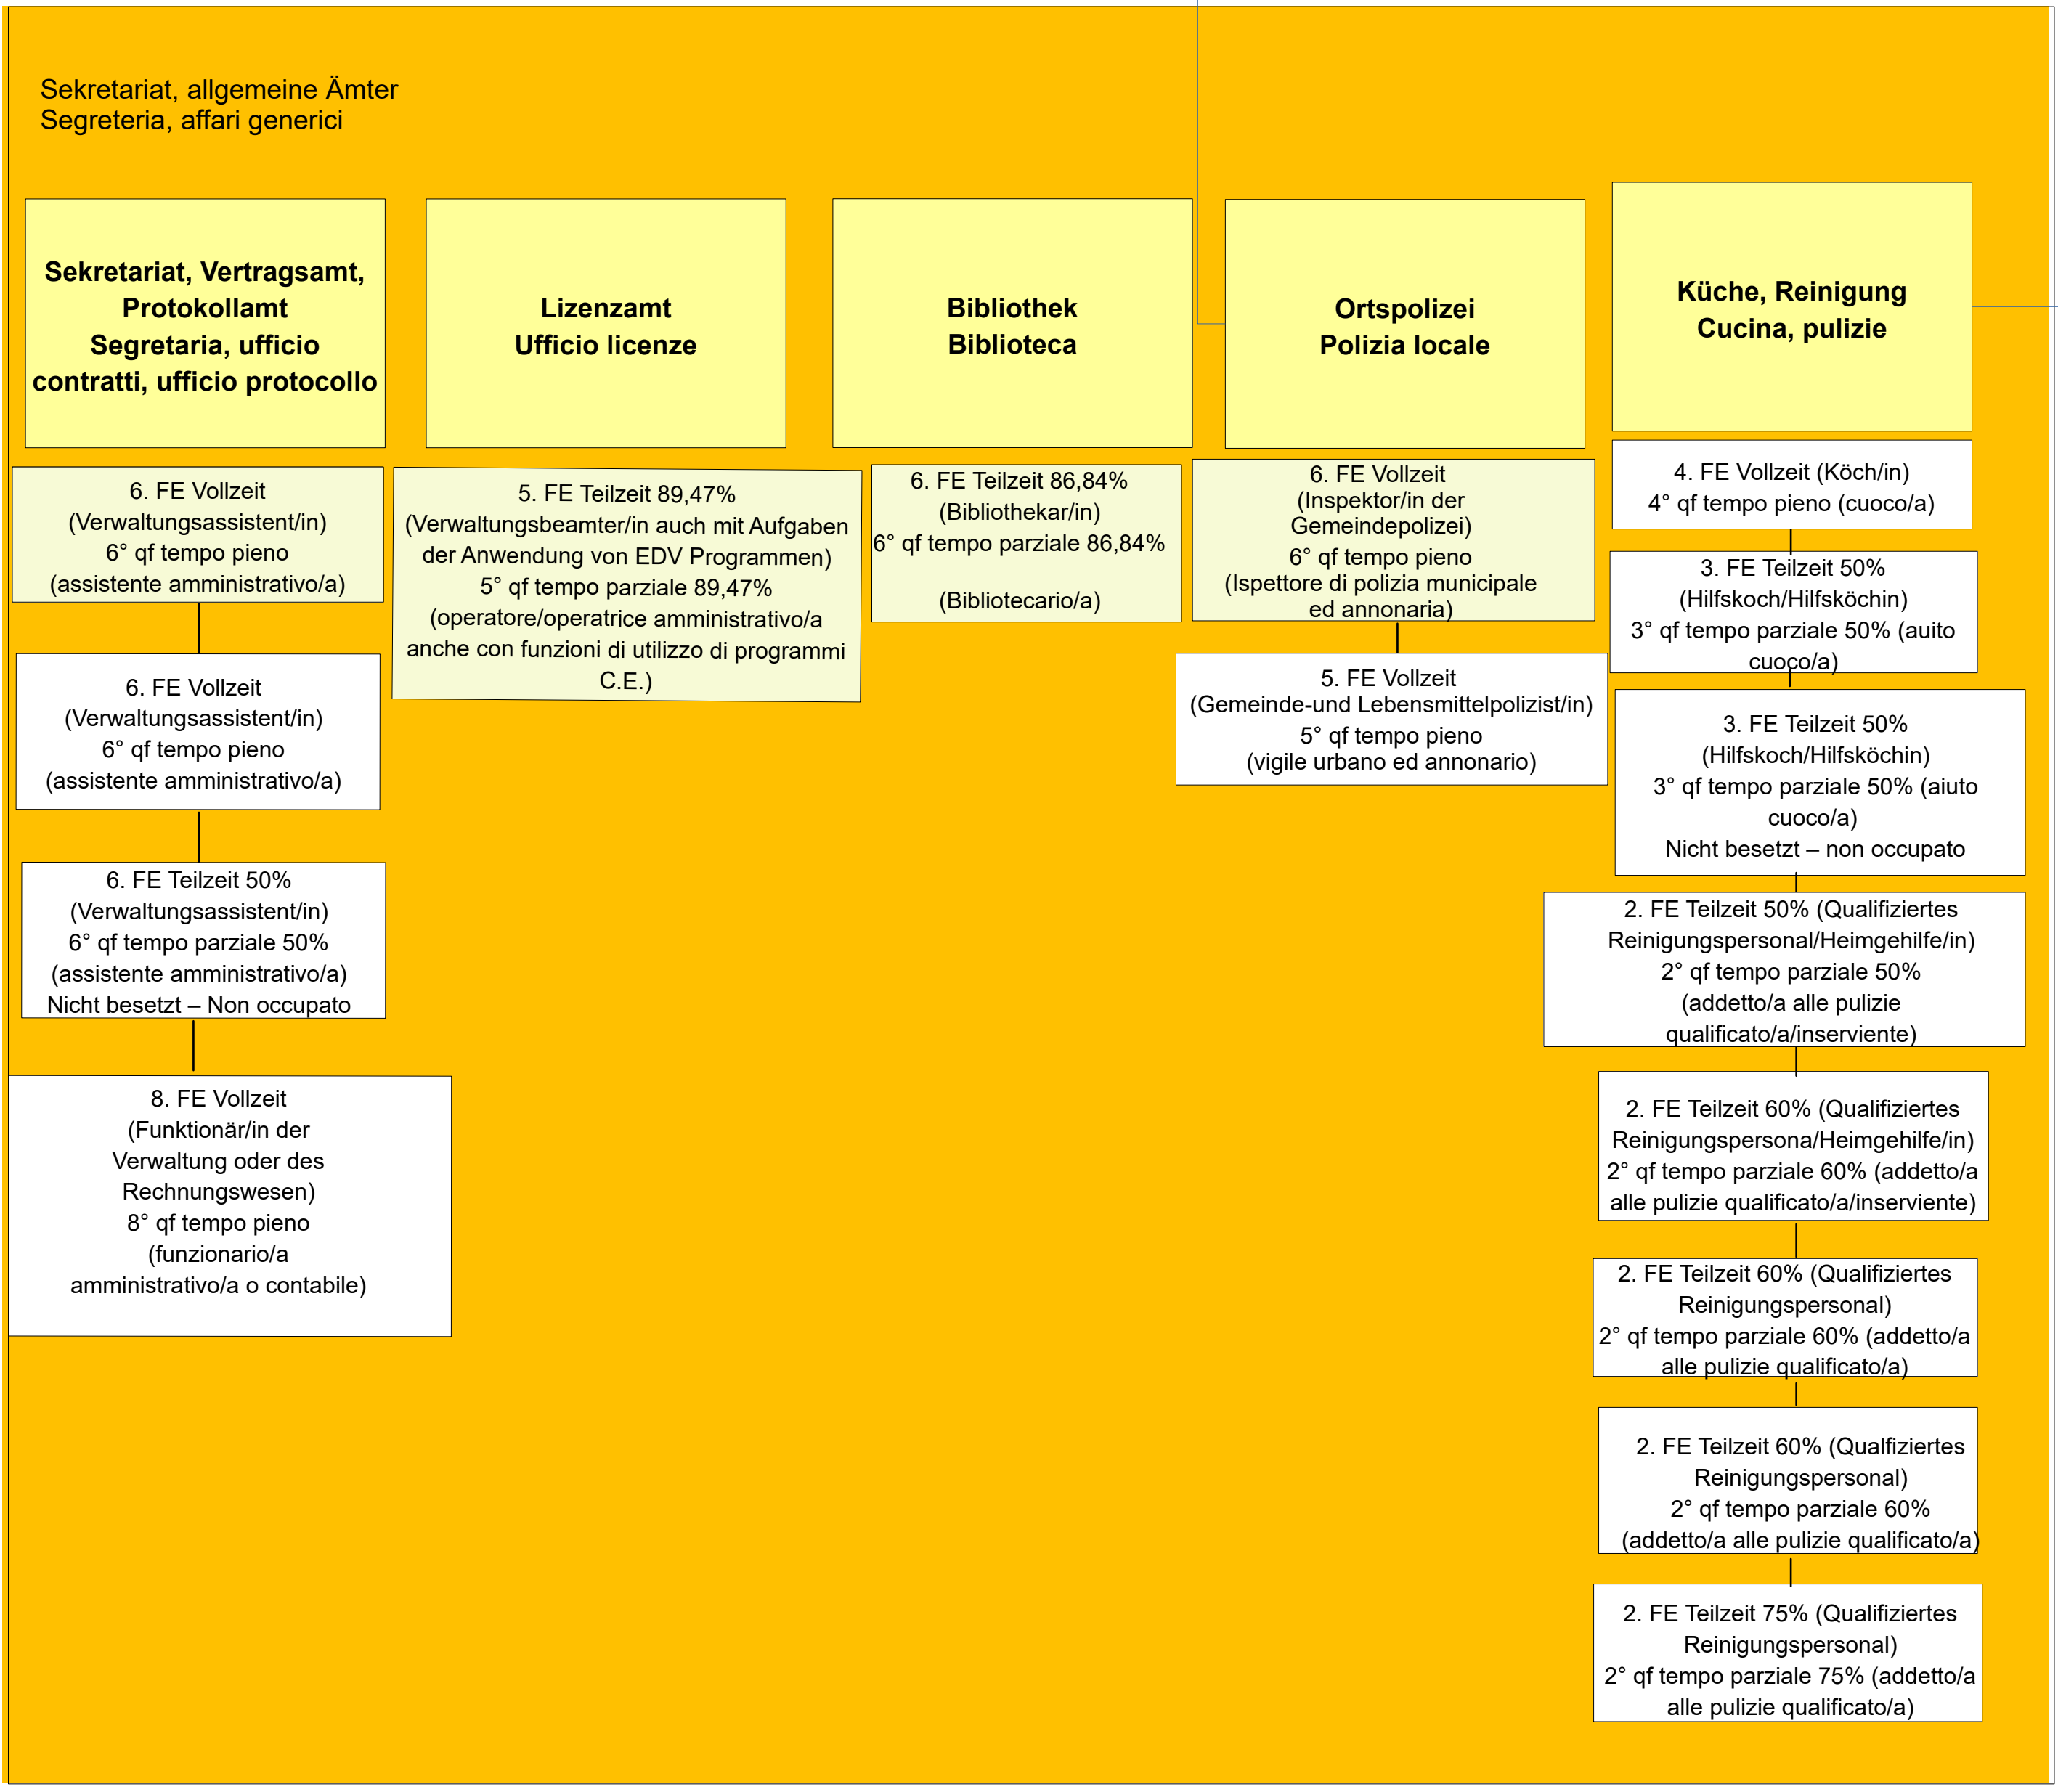 Sekretariat, allgemeine Ämter
Segreteria, affari generici
Sekretariat, Vertragsamt,
Protokollamt
Segretaria, ufficio
contratti, ufficio protocollo
6. FE Vollzeit
(Verwaltungsassistent/in)
6° qf tempo pieno
(assistente amministrativo/a)
6. FE Vollzeit
(Verwaltungsassistent/in)
6° qf tempo pieno
(assistente amministrativo/a)
6. FE Teilzeit 50%
(Verwaltungsassistent/in)
6° qf tempo parziale 50%
(assistente amministrativo/a)
Nicht besetzt – Non occupato
8. FE Vollzeit
(Funktionär/in der
Verwaltung oder des
Rechnungswesen)
8° qf tempo pieno
(funzionario/a
amministrativo/a o contabile)
Lizenzamt
Ufficio licenze
5. FE Teilzeit 89,47%
(Verwaltungsbeamter/in auch mit Aufgaben
der Anwendung von EDV Programmen)
5° qf tempo parziale 89,47%
(operatore/operatrice amministrativo/a
anche con funzioni di utilizzo di programmi
C.E.)
Bibliothek
Biblioteca
6. FE Teilzeit 86,84%
(Bibliothekar/in)
6° qf tempo parziale 86,84%
(Bibliotecario/a)
Ortspolizei
Polizia locale
6. FE Vollzeit
(Inspektor/in der
Gemeindepolizei)
6° qf tempo pieno
(Ispettore di polizia municipale
ed annonaria)
5. FE Vollzeit
(Gemeinde-und Lebensmittelpolizist/in)
5° qf tempo pieno
(vigile urbano ed annonario)
Küche, Reinigung
Cucina, pulizie
4. FE Vollzeit (Köch/in)
4° qf tempo pieno (cuoco/a)
3. FE Teilzeit 50%
(Hilfskoch/Hilfsköchin)
3° qf tempo parziale 50% (auito
cuoco/a)
3. FE Teilzeit 50%
(Hilfskoch/Hilfsköchin)
3° qf tempo parziale 50% (aiuto
cuoco/a)
Nicht besetzt – non occupato
2. FE Teilzeit 50% (Qualifiziertes
Reinigungspersonal/Heimgehilfe/in)
2° qf tempo parziale 50%
(addetto/a alle pulizie
qualificato/a/inserviente)
2. FE Teilzeit 60% (Qualifiziertes
Reinigungspersona/Heimgehilfe/in)
2° qf tempo parziale 60% (addetto/a
alle pulizie qualificato/a/inserviente)
2. FE Teilzeit 60% (Qualifiziertes
Reinigungspersonal)
2° qf tempo parziale 60% (addetto/a
alle pulizie qualificato/a)
2. FE Teilzeit 60% (Qualfiziertes
Reinigungspersonal)
2° qf tempo parziale 60%
(addetto/a alle pulizie qualificato/a)
2. FE Teilzeit 75% (Qualifiziertes
Reinigungspersonal)
2° qf tempo parziale 75% (addetto/a
alle pulizie qualificato/a)